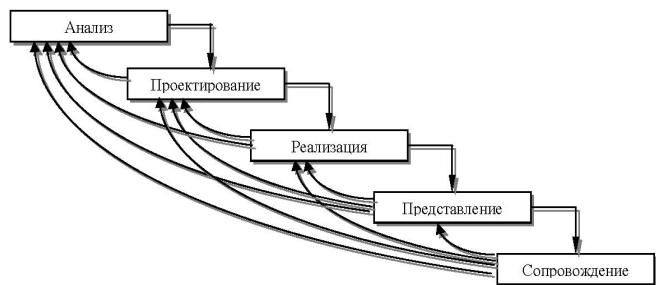 Анализ
Проектирование
Реализация
Представление
Сопровождение